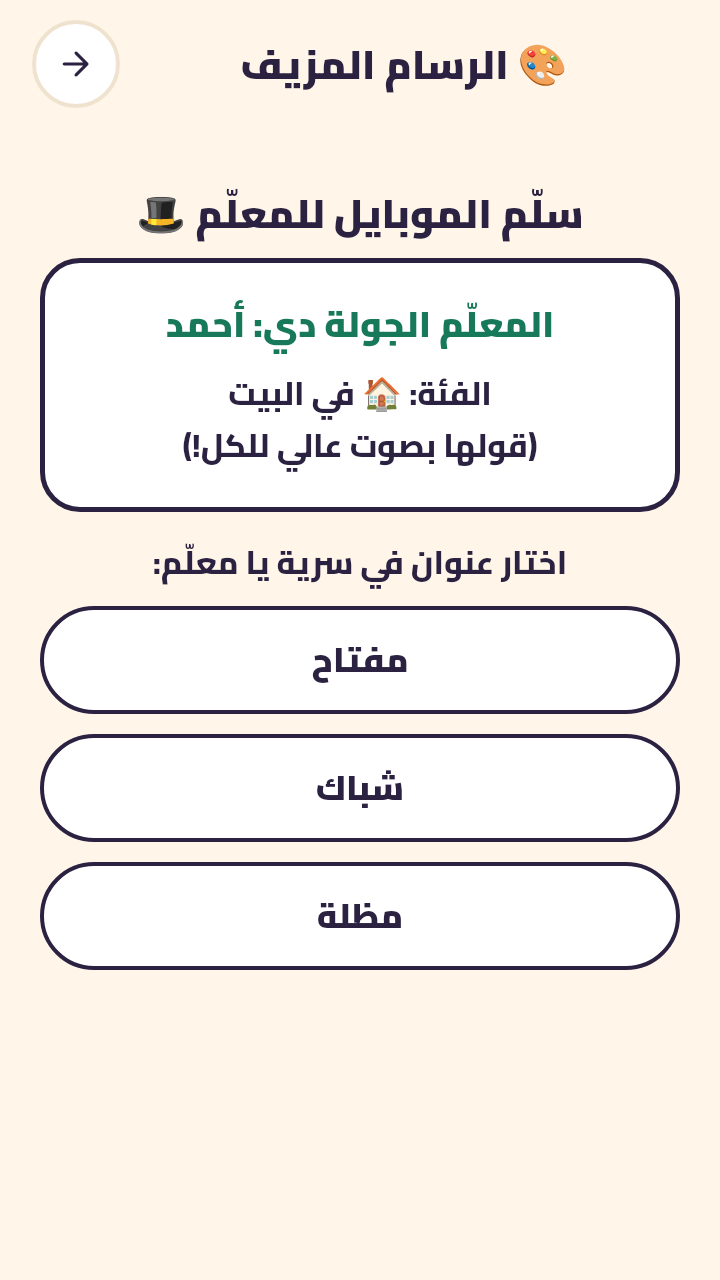 🎨 الرسام المزيف
سلّم الموبايل للمعلّم 🎩
المعلّم الجولة دي: أحمد
الفئة: 🏠 في البيت
(قولها بصوت عالي للكل!)
اختار عنوان في سرية يا معلّم:
مفتاح
شباك
مظلة